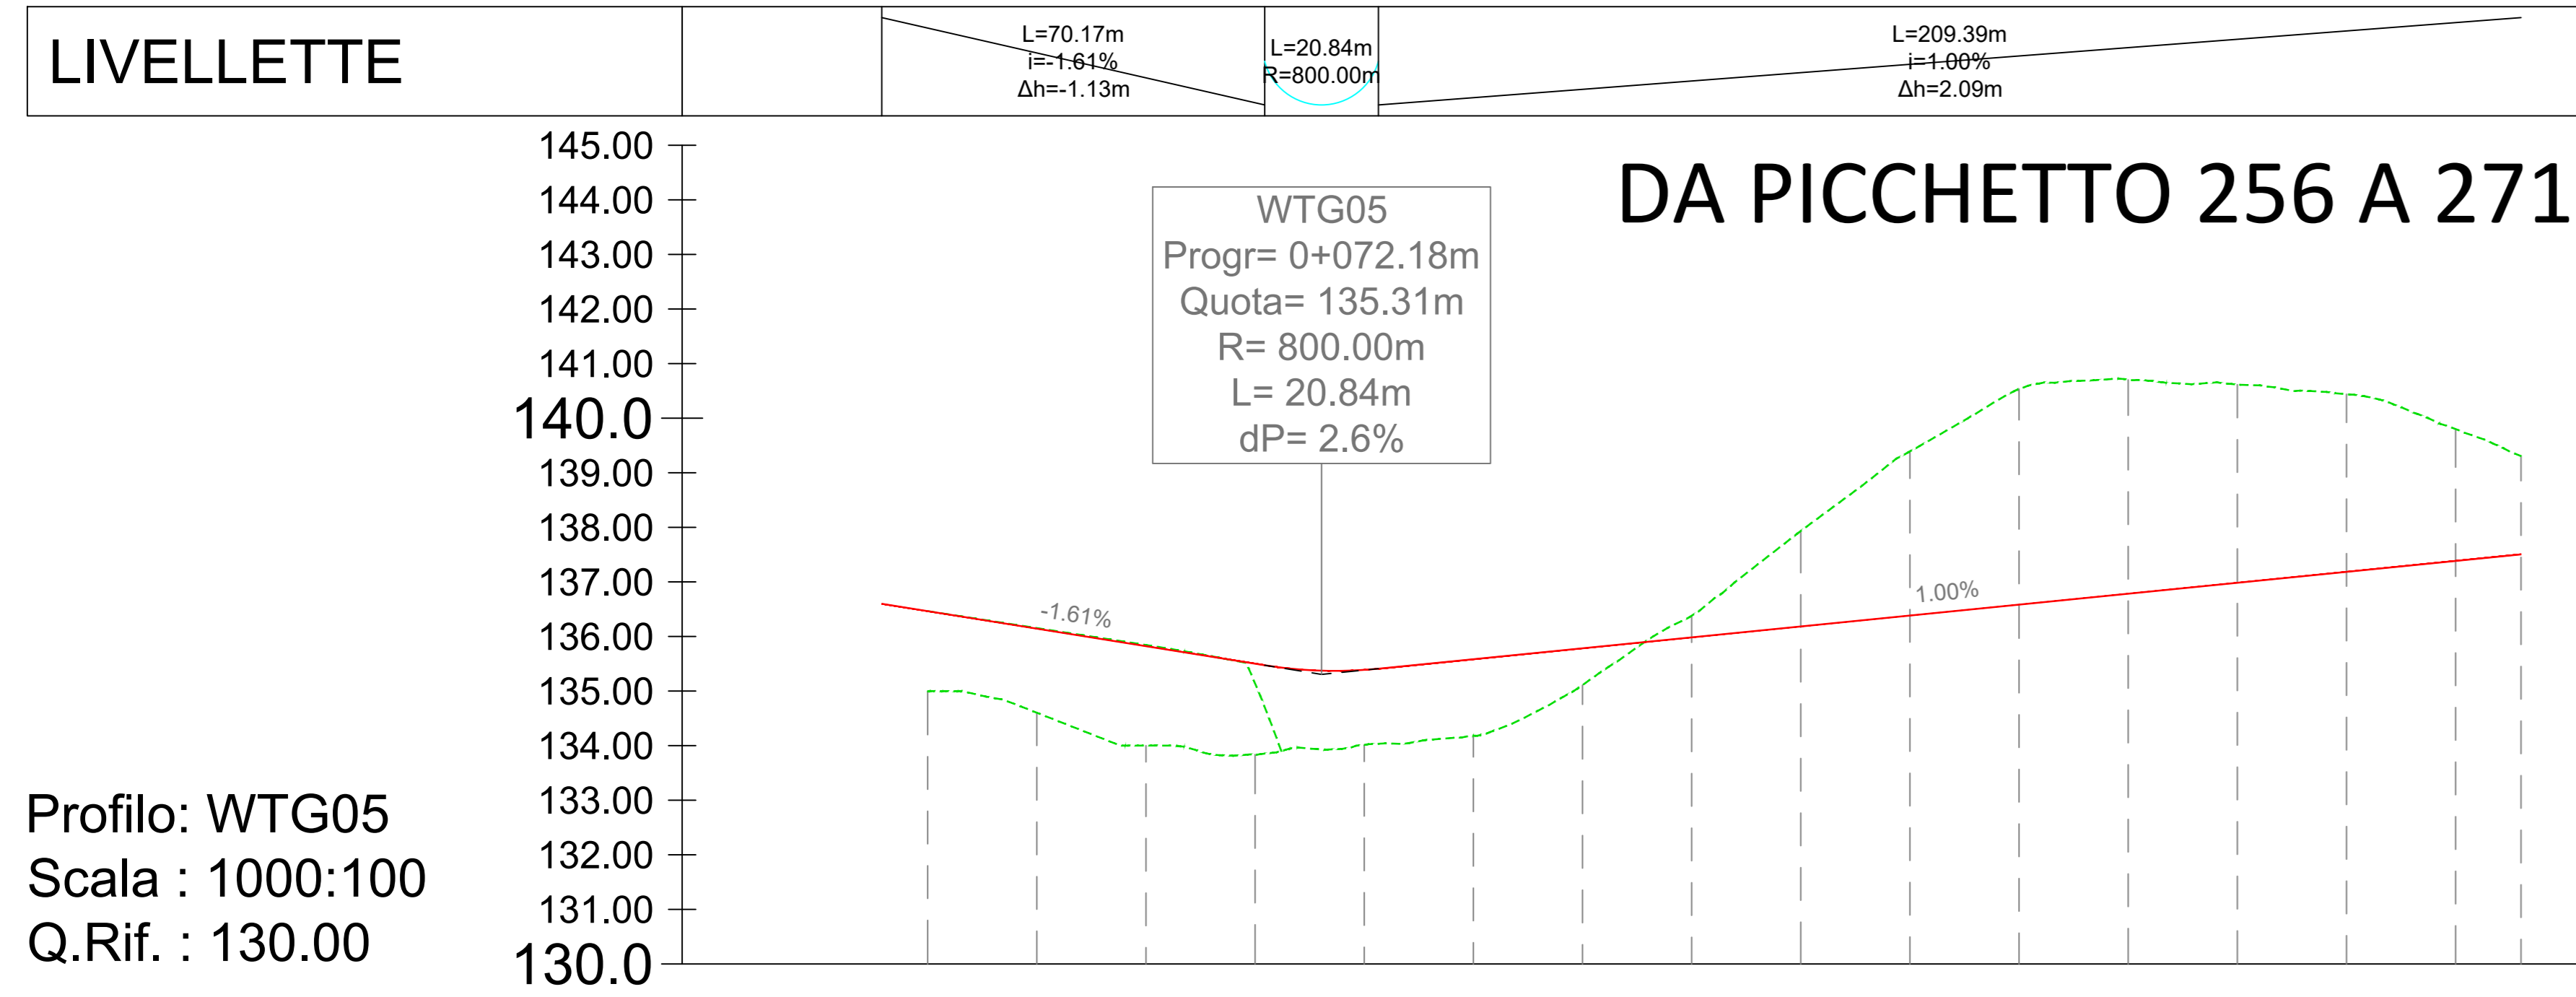 LIVELLETTE
L=70.17m
i=-1.61%
Δh=-1.13m
L=20.84m
R=800.00m
L=209.39m
i=1.00%
Δh=2.09m
DA PICCHETTO 256 A 271
145.00
144.00
143.00
142.00
141.00
140.0
139.00
138.00
137.00
136.00
135.00
134.00
133.00
132.00
131.00
130.0
WTG05
Progr= 0+072.18m
Quota= 135.31m
R= 800.00m
L= 20.84m
dP= 2.6%
-1.61%
1.00%
Profilo: WTG05
Scala : 1000:100
Q.Rif. : 130.00